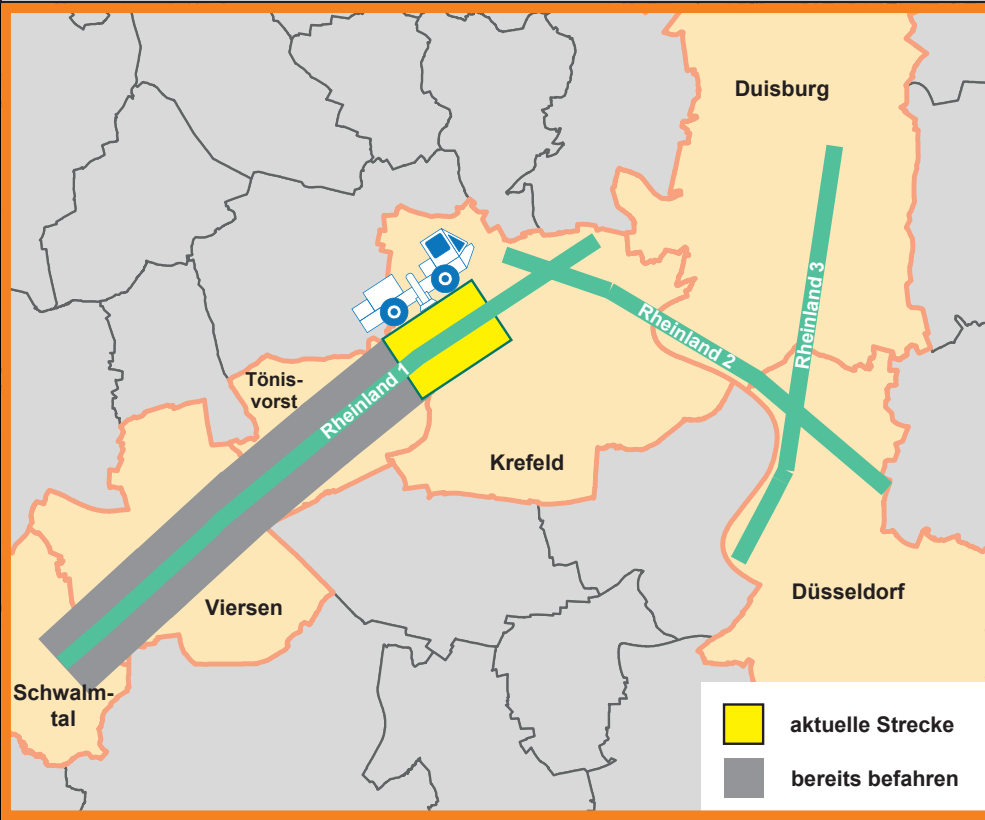 Duisburg
Rheinland 3
Rheinland 2
Tönis-
vorst
Rheinland 1
Krefeld
Düsseldorf
Viersen
Schwalm-
tal
aktuelle Strecke
bereits befahren